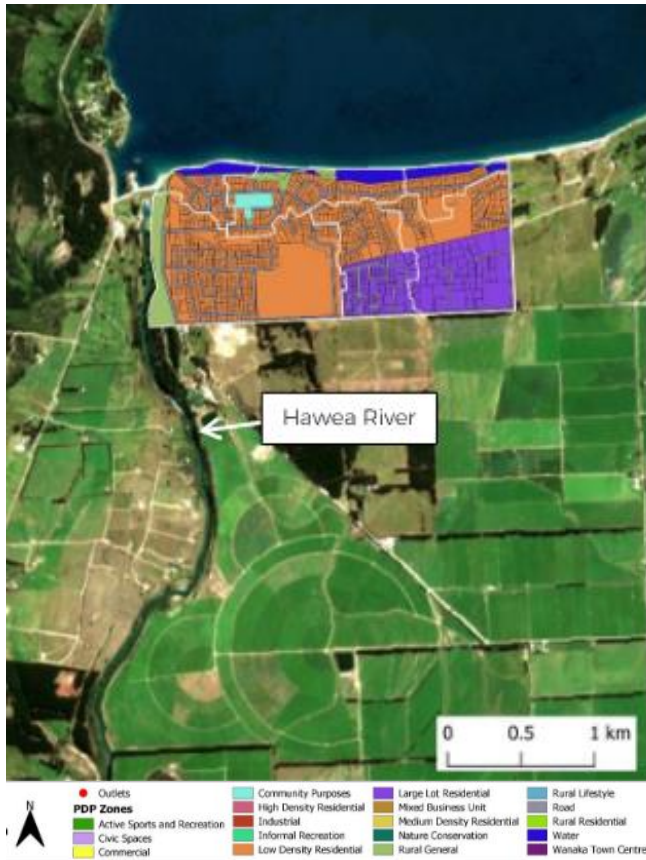 Hawea River
0 0.5 1 km
N
Outlets
PDP Zones
Active Sports and Recreation
Civic Spaces
Commercial
Community Purposes
High Density Residential
Industrial
Informal Recreation
Low Density Residential
Large Lot Residential
Mixed Business Unit
Medium Density Residential
Nature Conservation
Rural General
Rural Lifestyle
Road
Rural Residential
Water
Wanaka Town Centre